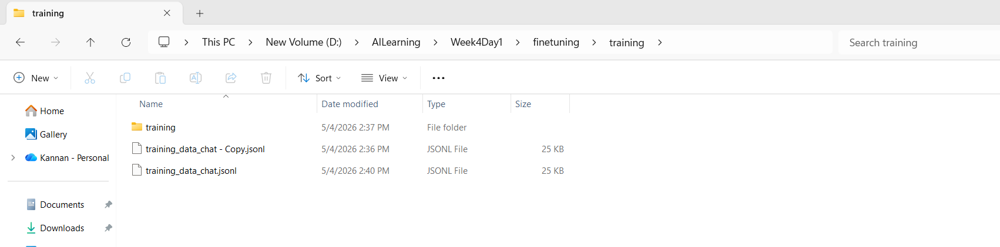 training
This PC > New Volume (D:) > AILearning > Week4Day1 > finetuning > training >
Search training
New
Sort
View
Name
Date modified
Type
Size
Home
Gallery
Kannan - Personal
Documents
Downloads
training 5/4/2026 2:37 PM File folder
training_data_chat - Copy.jsonl 5/4/2026 2:36 PM JSONL File 25 KB
training_data_chat.jsonl 5/4/2026 2:40 PM JSONL File 25 KB